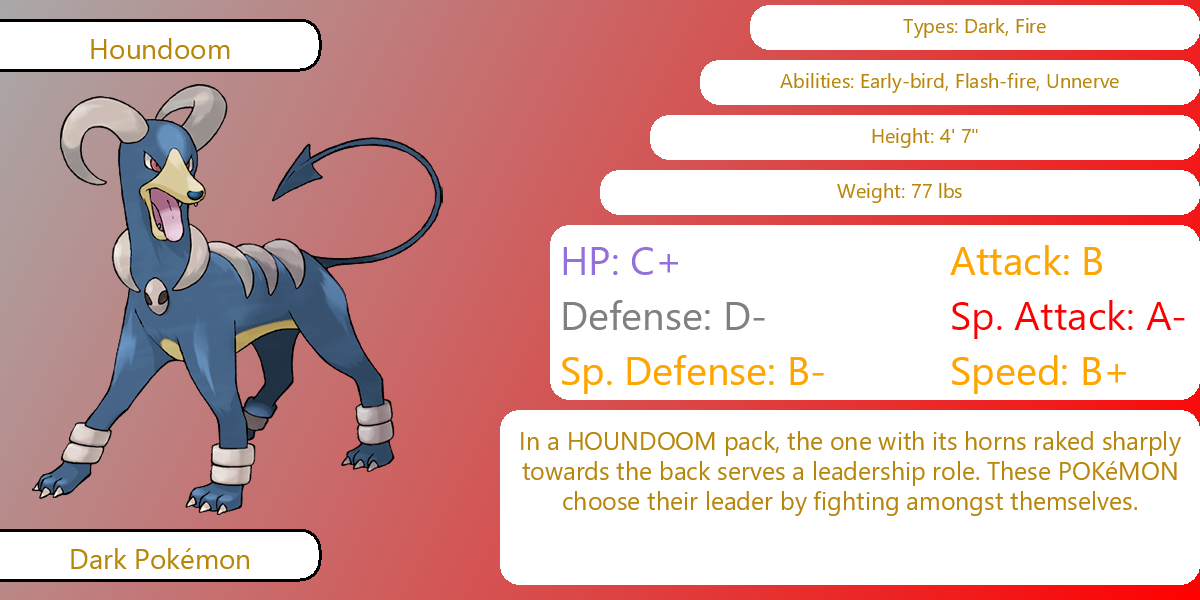 Houndoom
Types: Dark, Fire
Abilities: Early-bird, Flash-fire, Unnerve
Height: 4' 7"
Weight: 77 lbs
HP: C+
Attack: B
Defense: D-
Sp. Attack: A-
Sp. Defense: B-
Speed: B+
In a HOUNDOOM pack, the one with its horns raked sharply
towards the back serves a leadership role. These POKéMON
choose their leader by fighting amongst themselves.
Dark Pokémon